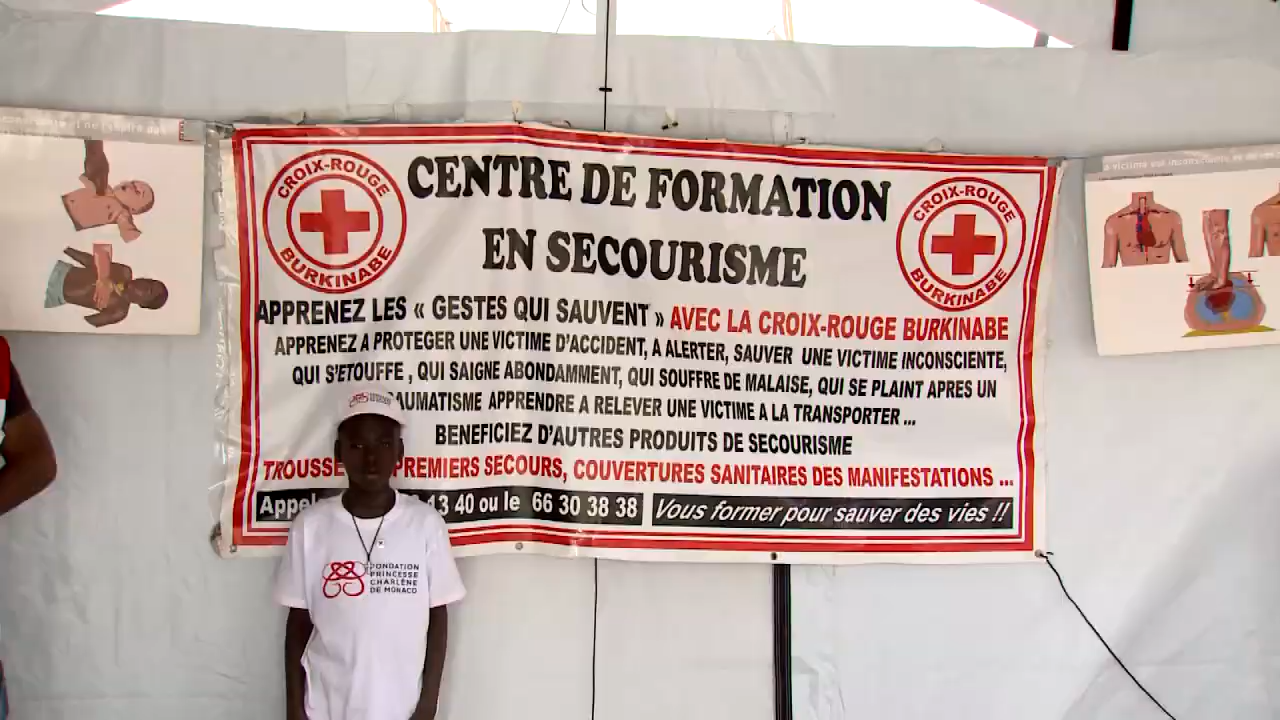 CROIX-ROUGE
BURKINABE
CENTRE DE FORMATION
EN SECOURISME
CROIX-ROUGE
BURKINABE
APPRENEZ LES « GESTES QUI SAUVENT » AVEC LA CROIX-ROUGE BURKINABE
APPRENEZ A PROTEGER UNE VICTIME D'ACCIDENT, A ALERTER, SAUVER UNE VICTIME INCONSCIENTE,
QUI S'ETOUFFE , QUI SAIGNE ABONDAMMENT, QUI SOUFFRE DE MALAISE, QUI SE PLAINT APRES UN
AUMATISME APPRENDRE A RELEVER UNE VICTIME A LA TRANSPORTER ...
BENEFICIEZ D'AUTRES PRODUITS DE SECOURISME
TROUSSE PREMIERS SECOURS, COUVERTURES SANITAIRES DES MANIFESTATIONS ...
Appel 13 40 ou le 66 30 38 38 Vous former pour sauver des vies !!
FONDATION
PRINCESSE
CHARLÈNE
DE MONACO